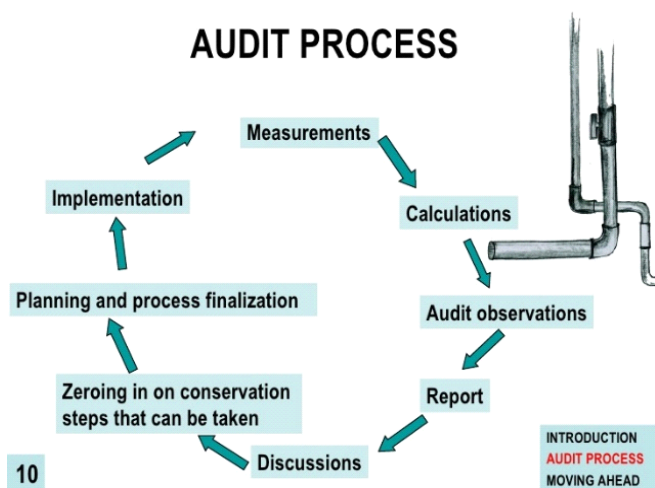 AUDIT PROCESS
Measurements
Calculations
Audit observations
Report
Discussions
Zeroing in on conservation
steps that can be taken
Planning and process finalization
Implementation
10
INTRODUCTION
AUDIT PROCESS
MOVING AHEAD